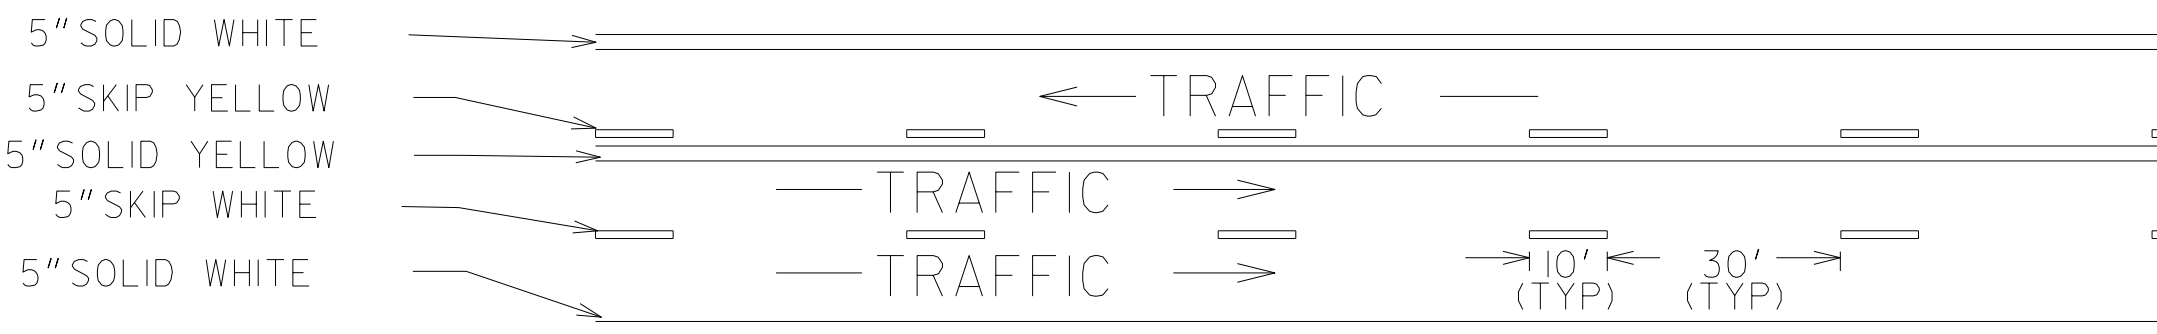 5"SOLID WHITE
5"SKIP YELLOW
TRAFFIC
5"SOLID YELLOW
5"SKIP WHITE
TRAFFIC
5"SOLID WHITE
TRAFFIC
10'
(TYP)
30'
(TYP)